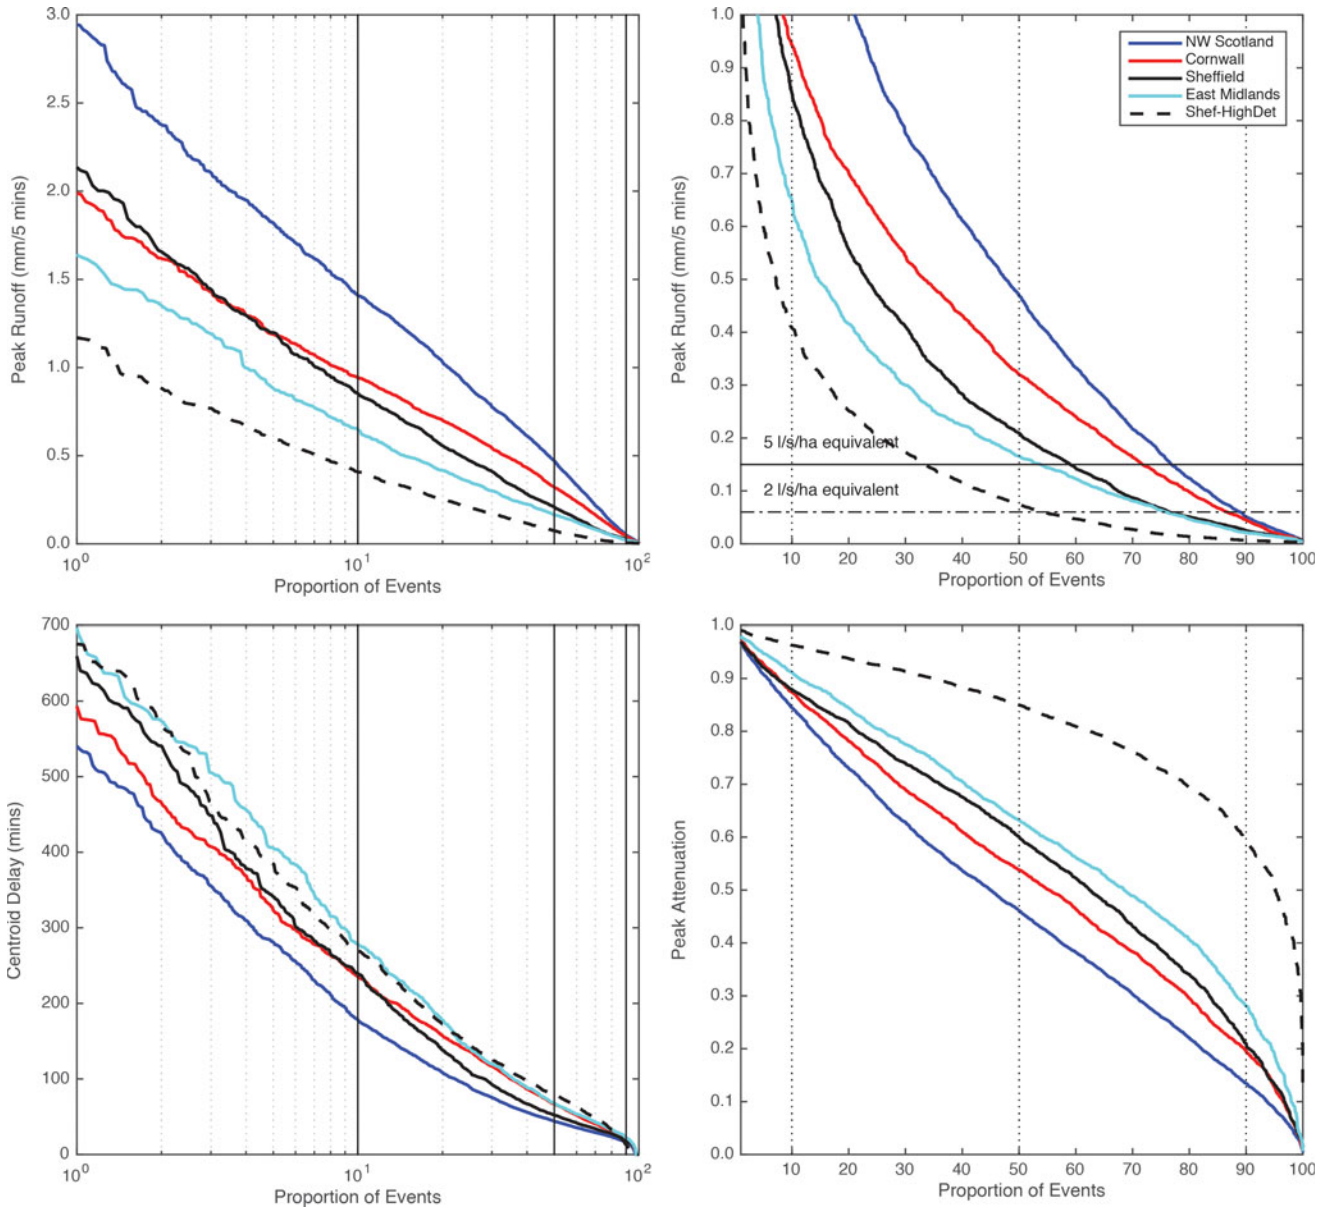 3.0
2.5
2.0
1.5
1.0
0.5
0.0
Peak Runoff (mm/5 mins)
10^0
10^1
10^2
Proportion of Events
1.0
0.9
0.8
0.7
0.6
0.5
0.4
0.3
0.2
0.1
0.0
Peak Runoff (mm/5 mins)
NW Scotland
Cornwall
Sheffield
East Midlands
Shef-HighDet
5 l/s/ha equivalent
2 l/s/ha equivalent
10 20 30 40 50 60 70 80 90 100
Proportion of Events
700
600
500
400
300
200
100
0
Centroid Delay (mins)
10^0
10^1
10^2
Proportion of Events
1.0
0.9
0.8
0.7
0.6
0.5
0.4
0.3
0.2
0.1
0.0
Peak Attenuation
10 20 30 40 50 60 70 80 90 100
Proportion of Events